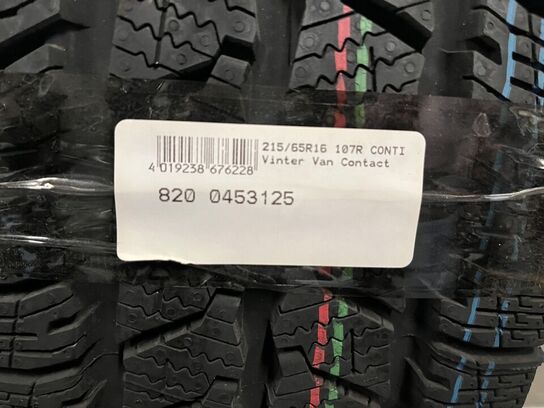 215/65R16 107R CONTI
Vinter Van Contact
4 019238 676228
820 0453125